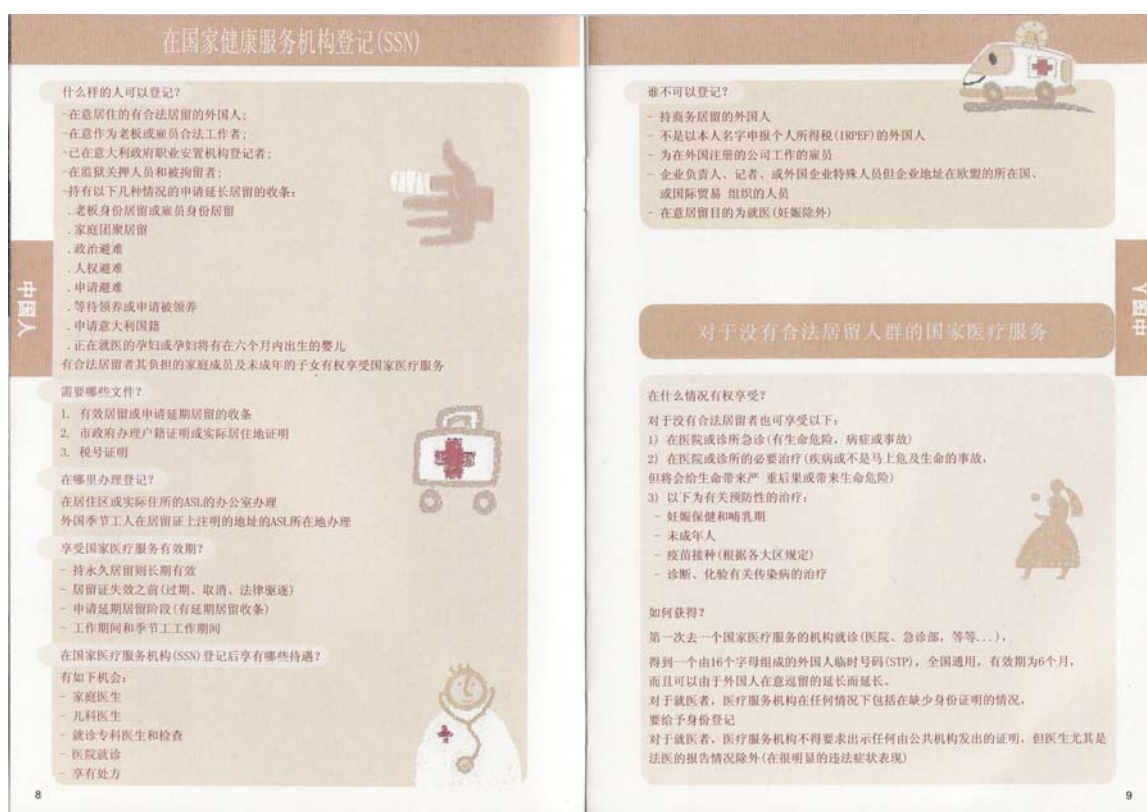 在国家健康服务机构登记(SSN)
什么样的人可以登记?
-在意居住的有合法居留的外国人;
-在意作为老板或雇员合法工作者;
-已在意大利政府职业安置机构登记者;
-在监狱关押人员和被拘留者;
-持有以下几种情况的申请延长居留的收条:
.老板身份居留或雇员身份居留
.家庭团聚居留
.政治避难
.人权避难
.申请避难
.等待领养或申请被领养
.申请意大利国籍
.正在就医的孕妇或孕妇将有在六个月内出生的婴儿
有合法居留者其负担的家庭成员及未成年的子女有权享受国家医疗服务
需要哪些文件?
1. 有效居留或申请延期居留的收条
2. 市政府办理户籍证明或实际居住地证明
3. 税号证明
在哪里办理登记?
在居住区或实际住所的ASL的办公室办理
外国季节工人在居留证上注明的地址的ASL所在地办理
享受国家医疗服务有效期?
- 持永久居留则长期有效
- 居留证失效之前(过期、取消、法律驱逐)
- 申请延期居留阶段(有延期居留收条)
- 工作期间和季节工工作期间
在国家医疗服务机构(SSN)登记后享有哪些待遇?
有如下机会:
- 家庭医生
- 儿科医生
- 就诊专科医生和检查
- 医院就诊
- 享有处方
中国人
8
谁不可以登记?
- 持商务居留的外国人
- 不是以本人名字申报个人所得税(IRPEF)的外国人
- 为在外国注册的公司工作的雇员
- 企业负责人、记者、或外国企业特殊人员但企业地址在欧盟的所在国、
或国际贸易 组织的人员
- 在意居留目的为就医(妊娠除外)
对于没有合法居留人群的国家医疗服务
在什么情况有权享受?
对于没有合法居留者也可享受以下:
1) 在医院或诊所急诊(有生命危险,病症或事故)
2) 在医院或诊所的必要治疗(疾病或不是马上危及生命的事故,
但将会给生命带来严 重后果或带来生命危险)
3) 以下为有关预防性的治疗:
- 妊娠保健和哺乳期
- 未成年人
- 疫苗接种(根据各大区规定)
- 诊断、化验有关传染病的治疗
如何获得?
第一次去一个国家医疗服务的机构就诊(医院、急诊部,等等...),
得到一个由16个字母组成的外国人临时号码(STP),全国通用,有效期为6个月,
而且可以由于外国人在意逗留的延长而延长。
对于就医者,医疗服务机构在任何情况下包括在缺少身份证明的情况,
要给予身份登记
对于就医者,医疗服务机构不得要求出示任何由公共机构发出的证明,但医生尤其是
法医的报告情况除外(在很明显的违法症状表现)
中国人
9